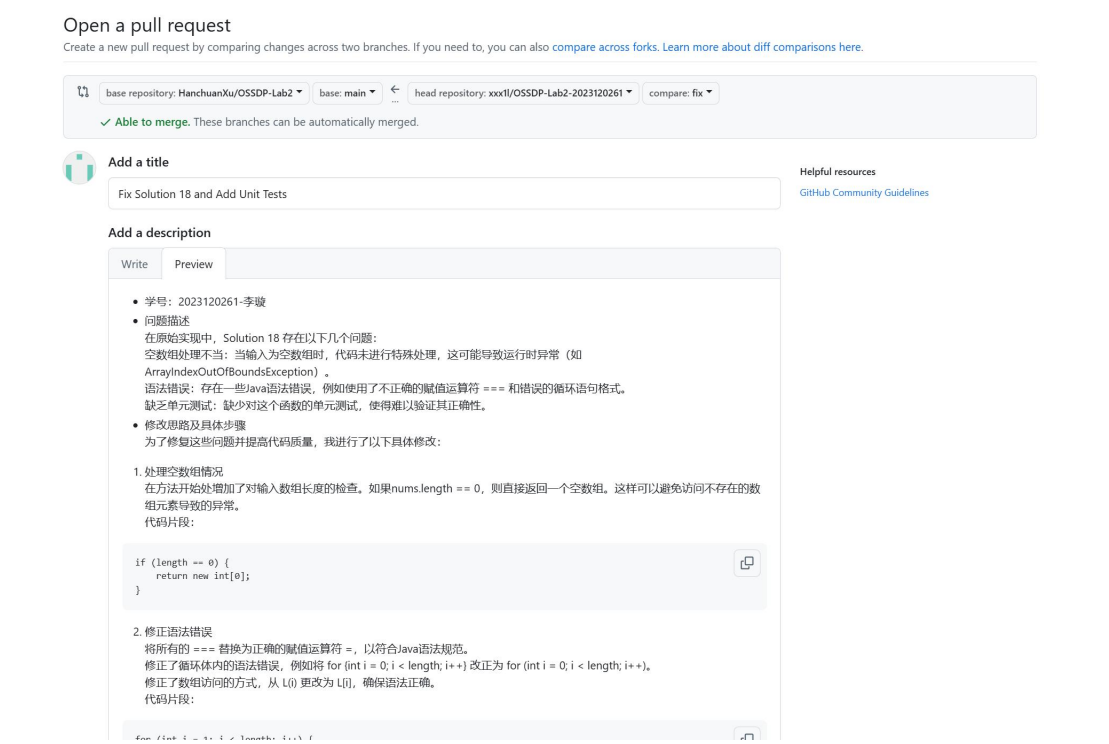 Open a pull request
Create a new pull request by comparing changes across two branches. If you need to, you can also compare across forks. Learn more about diff comparisons here.
base repository: HanchuanXu/OSSDP-Lab2 base: main ← ... head repository: xxx1l/OSSDP-Lab2-2023120261 compare: fix
Able to merge. These branches can be automatically merged.
Add a title
Helpful resources
Fix Solution 18 and Add Unit Tests
GitHub Community Guidelines
Add a description
Write Preview
• 学号：2023120261-李璇
• 问题描述
在原始实现中，Solution 18 存在以下几个问题：
空数组处理不当：当输入为空数组时，代码未进行特殊处理，这可能导致运行时异常（如
ArrayIndexOutOfBoundsException）。
语法错误：存在一些Java语法错误，例如使用了不正确的赋值运算符 === 和错误的循环语句格式。
缺乏单元测试：缺少对这个函数的单元测试，使得难以验证其正确性。
• 修改思路及具体步骤
为了修复这些问题并提高代码质量，我进行了以下具体修改：
1. 处理空数组情况
在方法开始处增加了对输入数组长度的检查。如果nums.length == 0，则直接返回一个空数组。这样可以避免访问不存在的数
组元素导致的异常。
代码片段：
if (length == 0) {
    return new int[0];
}
2. 修正语法错误
将所有的 === 替换为正确的赋值运算符 =，以符合Java语法规范。
修正了循环体内的语法错误，例如将 for {int i = 0; i < length; i++} 改正为 for (int i = 0; i < length; i++)。
修正了数组访问的方式，从 L(i) 更改为 L[i]，确保语法正确。
代码片段：
for (int i = 1; i < length; i++) {